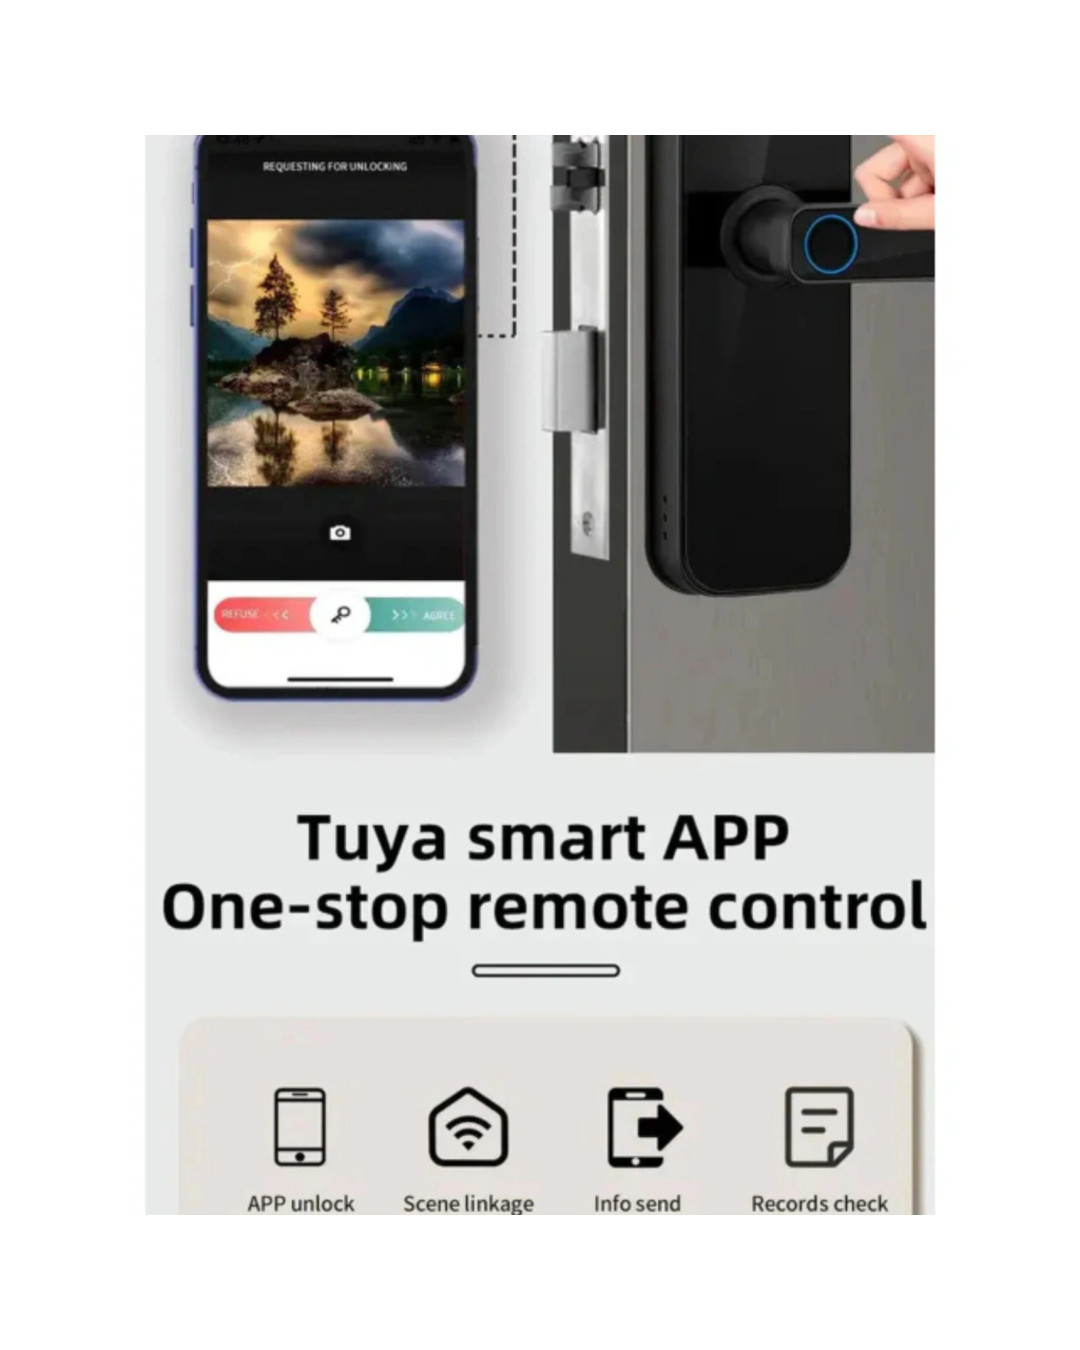 REQUESTING FOR UNLOCKING
REFUSE
AGREE
Tuya smart APP
One-stop remote control
APP unlock
Scene linkage
Info send
Records check